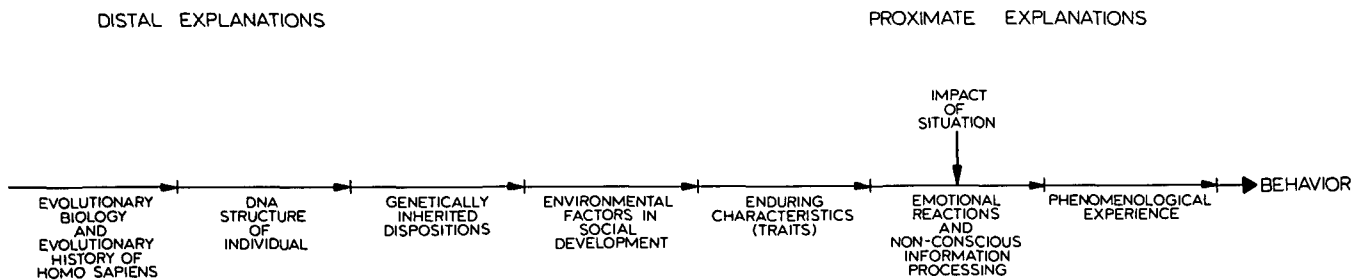 DISTAL EXPLANATIONS
PROXIMATE EXPLANATIONS
IMPACT
OF
SITUATION
BEHAVIOR
EVOLUTIONARY
BIOLOGY
AND
EVOLUTIONARY
HISTORY OF
HOMO SAPIENS
DNA
STRUCTURE
OF
INDIVIDUAL
GENETICALLY
INHERITED
DISPOSITIONS
ENVIRONMENTAL
FACTORS IN
SOCIAL
DEVELOPMENT
ENDURING
CHARACTERISTICS
(TRAITS)
EMOTIONAL
REACTIONS
AND
NON-CONSCIOUS
INFORMATION
PROCESSING
PHENOMENOLOGICAL
EXPERIENCE